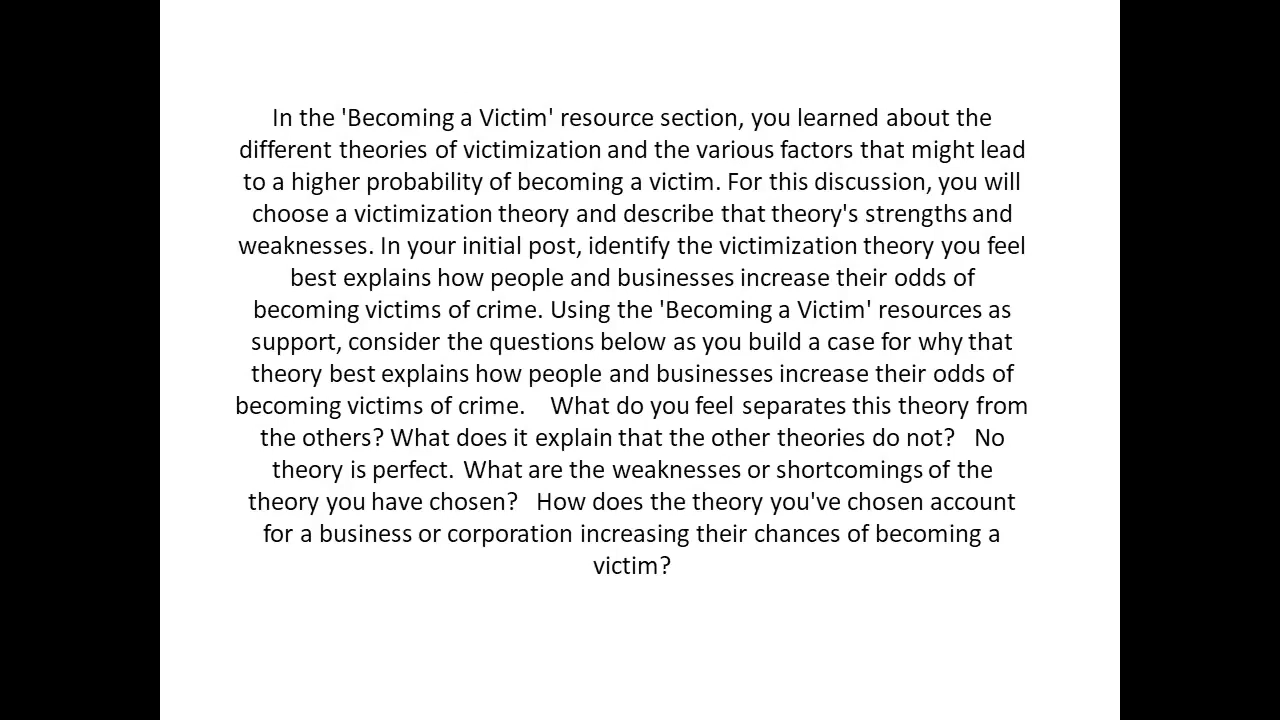 In the 'Becoming a Victim' resource section, you learned about the
different theories of victimization and the various factors that might lead
to a higher probability of becoming a victim. For this discussion, you will
choose a victimization theory and describe that theory's strengths and
weaknesses. In your initial post, identify the victimization theory you feel
best explains how people and businesses increase their odds of
becoming victims of crime. Using the 'Becoming a Victim' resources as
support, consider the questions below as you build a case for why that
theory best explains how people and businesses increase their odds of
becoming victims of crime.    What do you feel separates this theory from
the others? What does it explain that the other theories do not?   No
theory is perfect. What are the weaknesses or shortcomings of the
theory you have chosen?   How does the theory you've chosen account
for a business or corporation increasing their chances of becoming a
victim?